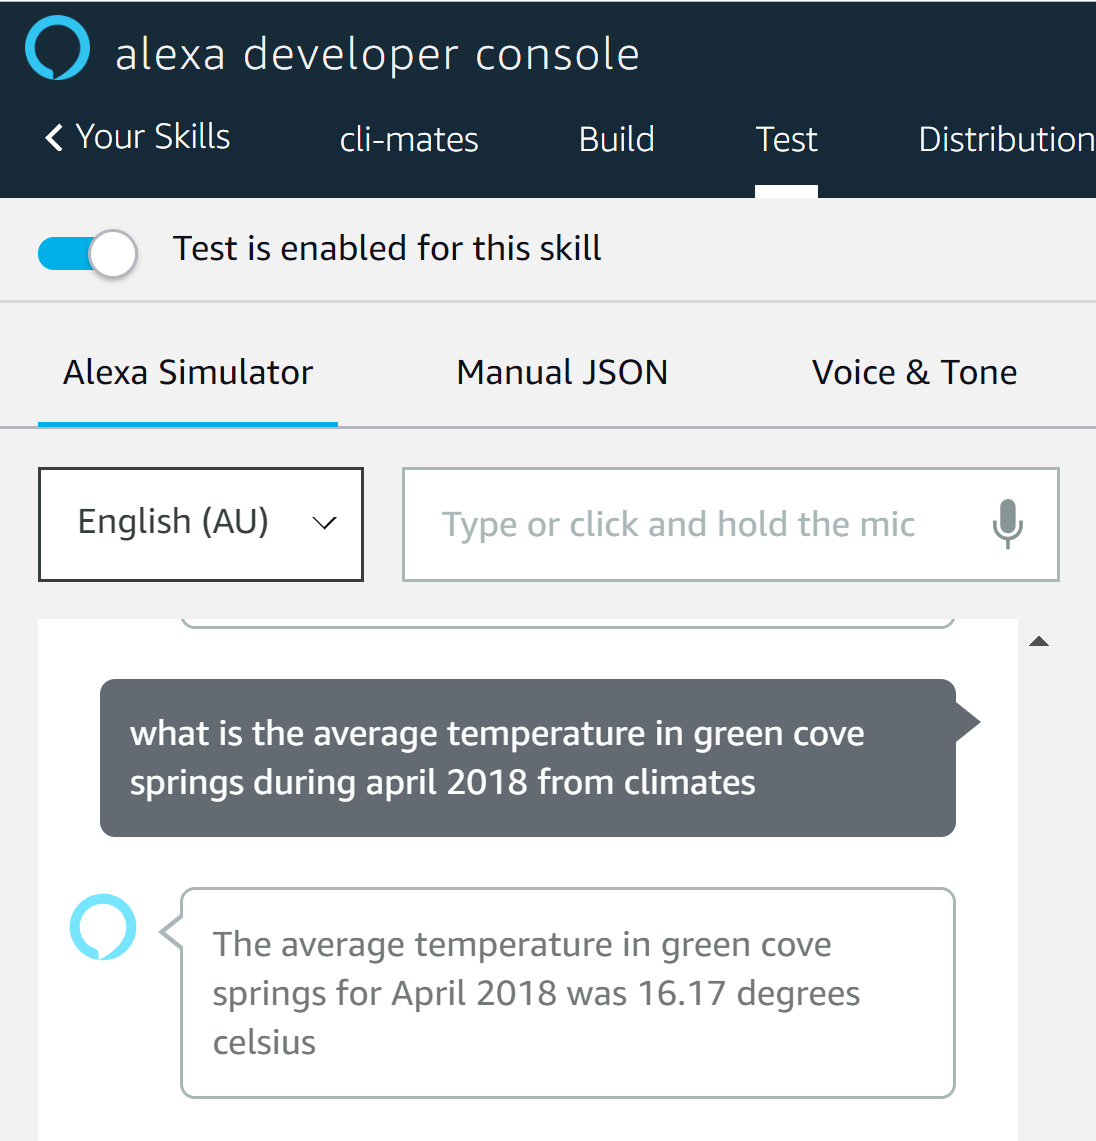 alexa developer console
Your Skills cli-mates Build Test Distribution
Test is enabled for this skill
Alexa Simulator Manual JSON Voice & Tone
English (AU) Type or click and hold the mic
what is the average temperature in green cove
springs during april 2018 from climates
The average temperature in green cove
springs for April 2018 was 16.17 degrees
celsius